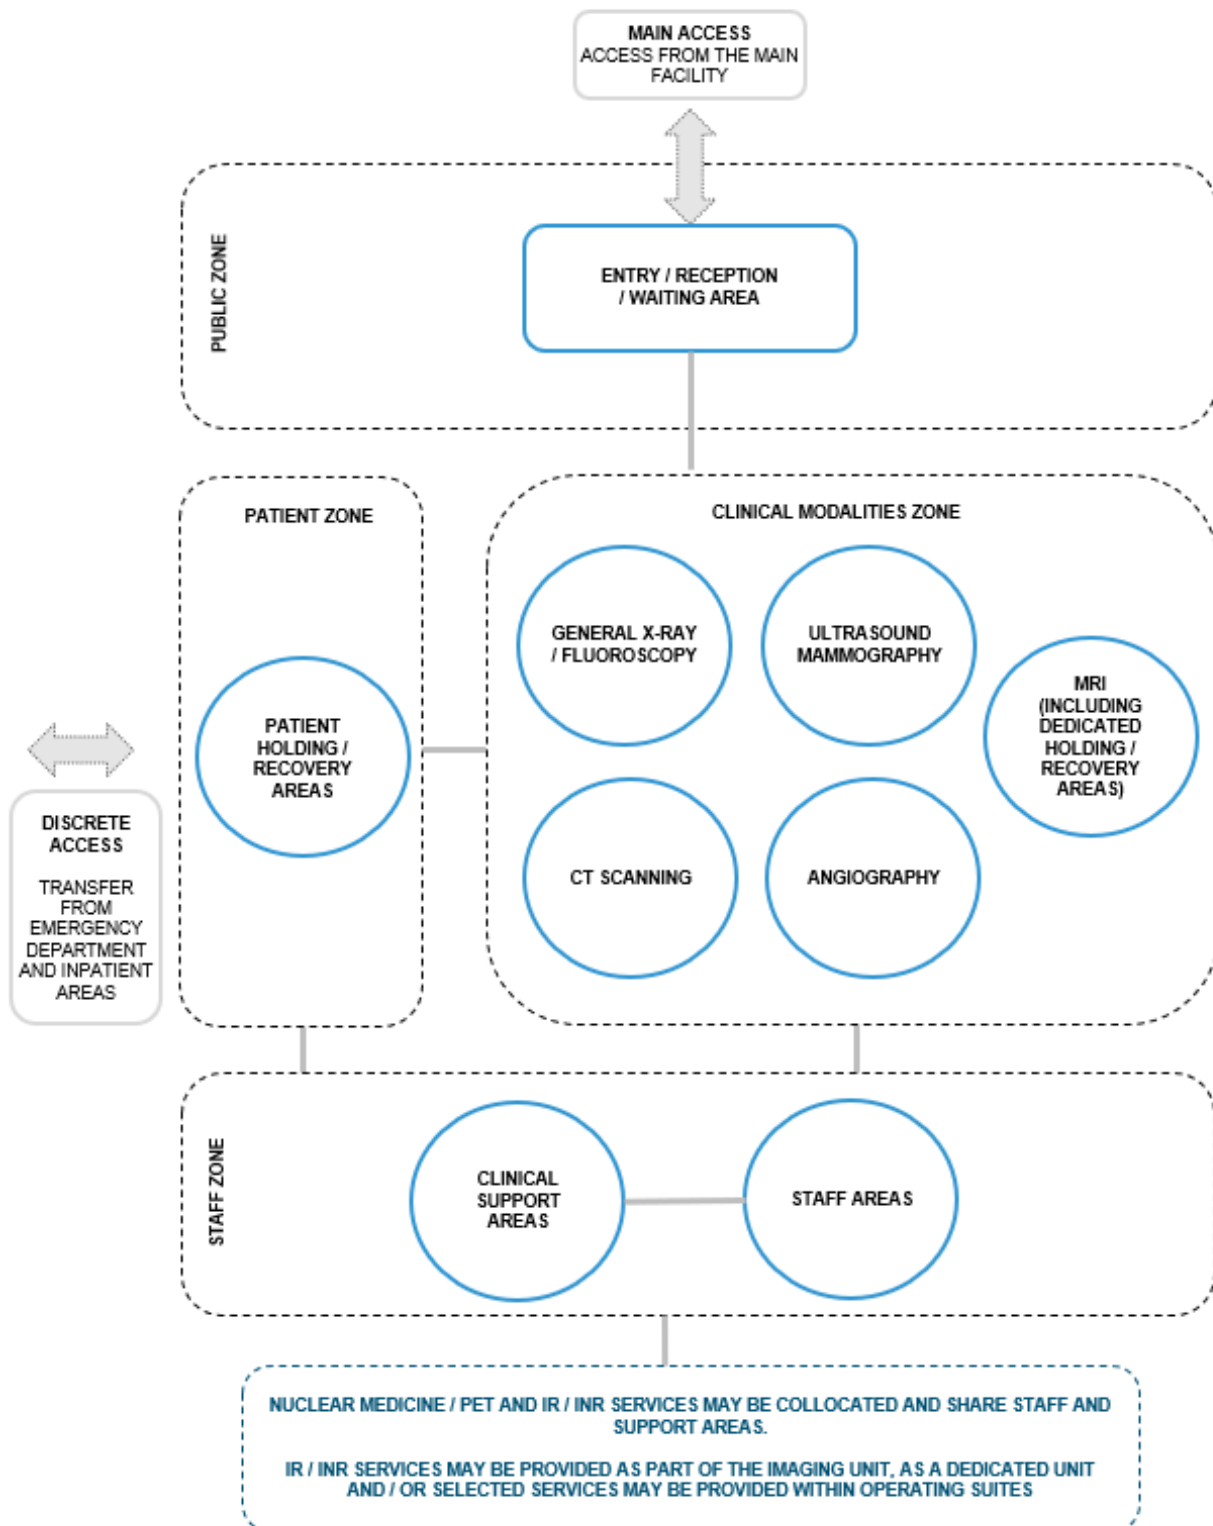 MAIN ACCESS
ACCESS FROM THE MAIN
FACILITY
PUBLIC ZONE
ENTRY / RECEPTION
/ WAITING AREA
PATIENT ZONE
CLINICAL MODALITIES ZONE
GENERAL X-RAY
/ FLUOROSCOPY
ULTRASOUND
MAMMOGRAPHY
MRI
(INCLUDING
DEDICATED
HOLDING /
RECOVERY
AREAS)
PATIENT
HOLDING /
RECOVERY
AREAS
DISCRETE
ACCESS
TRANSFER
FROM
EMERGENCY
DEPARTMENT
AND INPATIENT
AREAS
CT SCANNING
ANGIOGRAPHY
STAFF ZONE
CLINICAL
SUPPORT
AREAS
STAFF AREAS
NUCLEAR MEDICINE / PET AND IR / INR SERVICES MAY BE COLLOCATED AND SHARE STAFF AND
SUPPORT AREAS.
IR / INR SERVICES MAY BE PROVIDED AS PART OF THE IMAGING UNIT, AS A DEDICATED UNIT
AND / OR SELECTED SERVICES MAY BE PROVIDED WITHIN OPERATING SUITES